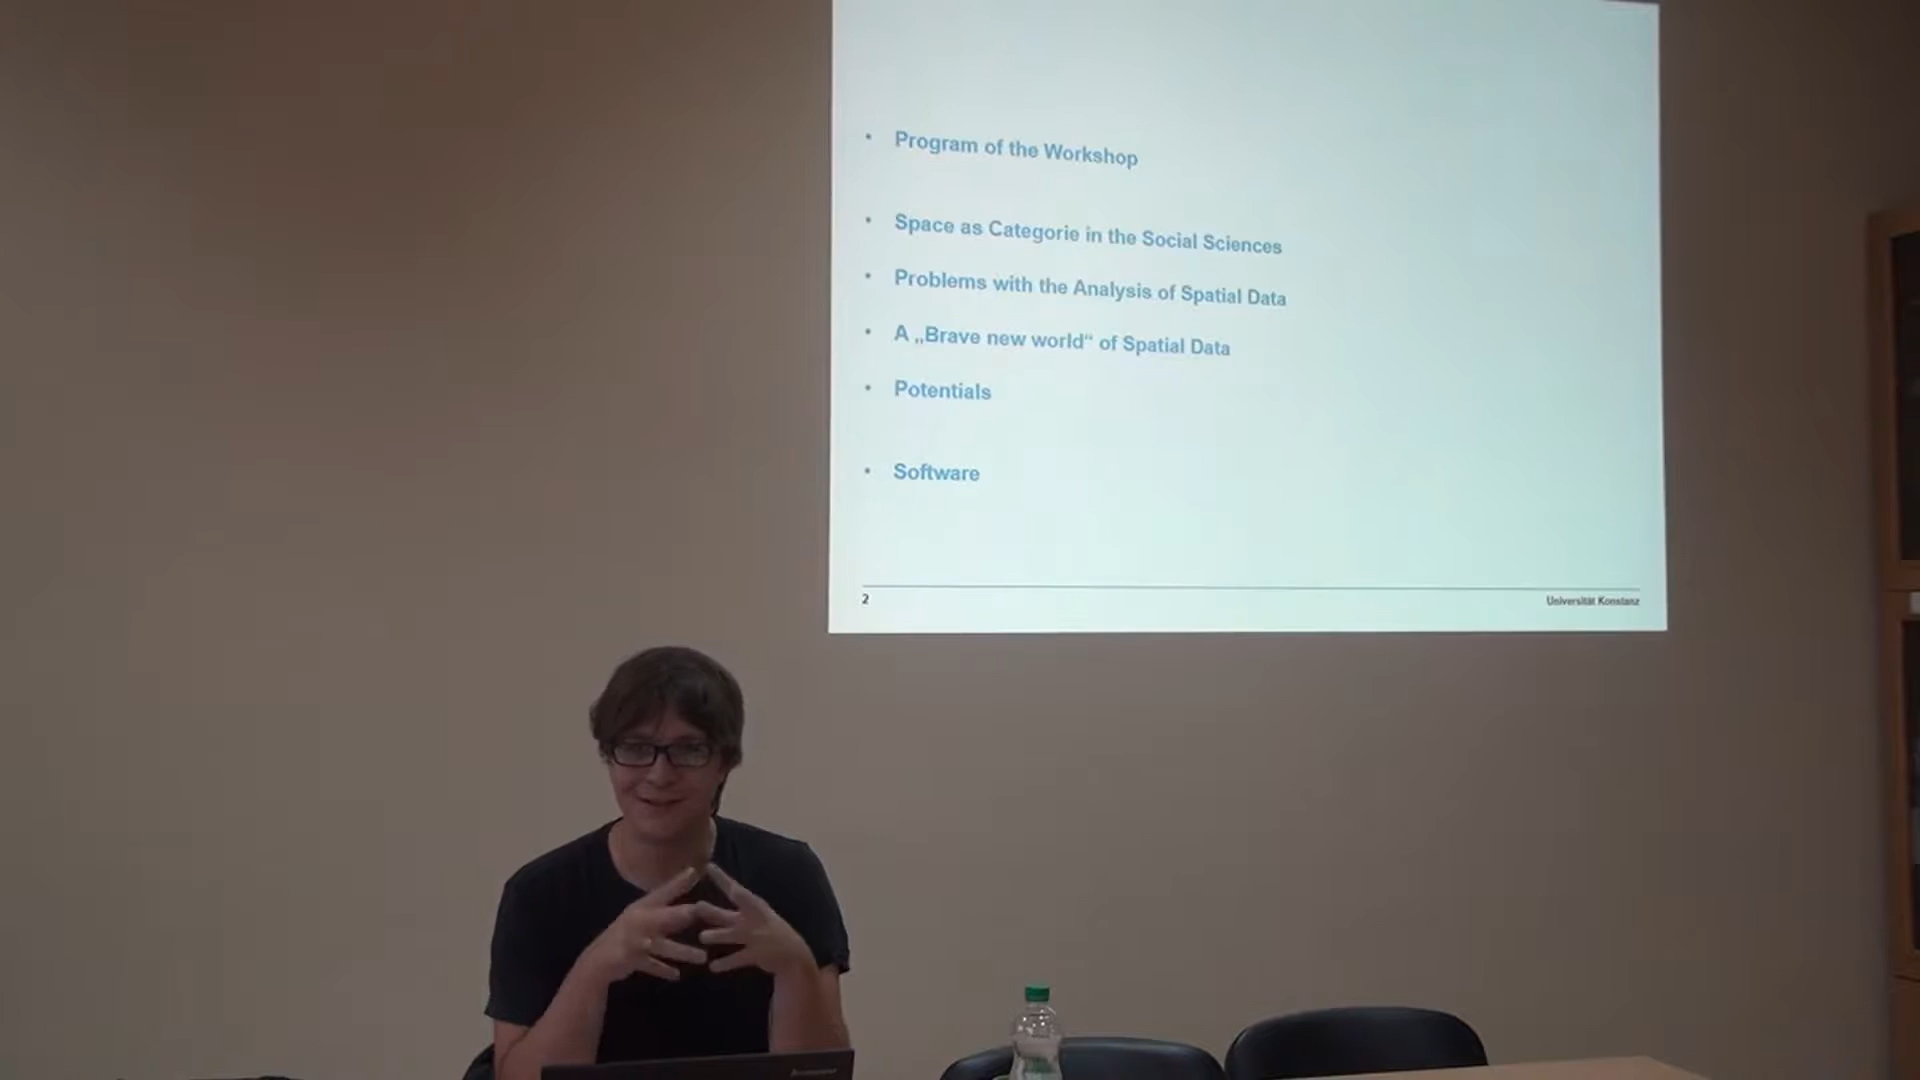 • Program of the Workshop
• Space as Categorie in the Social Sciences
• Problems with the Analysis of Spatial Data
• A „Brave new world“ of Spatial Data
• Potentials
• Software
2
Universität Konstanz